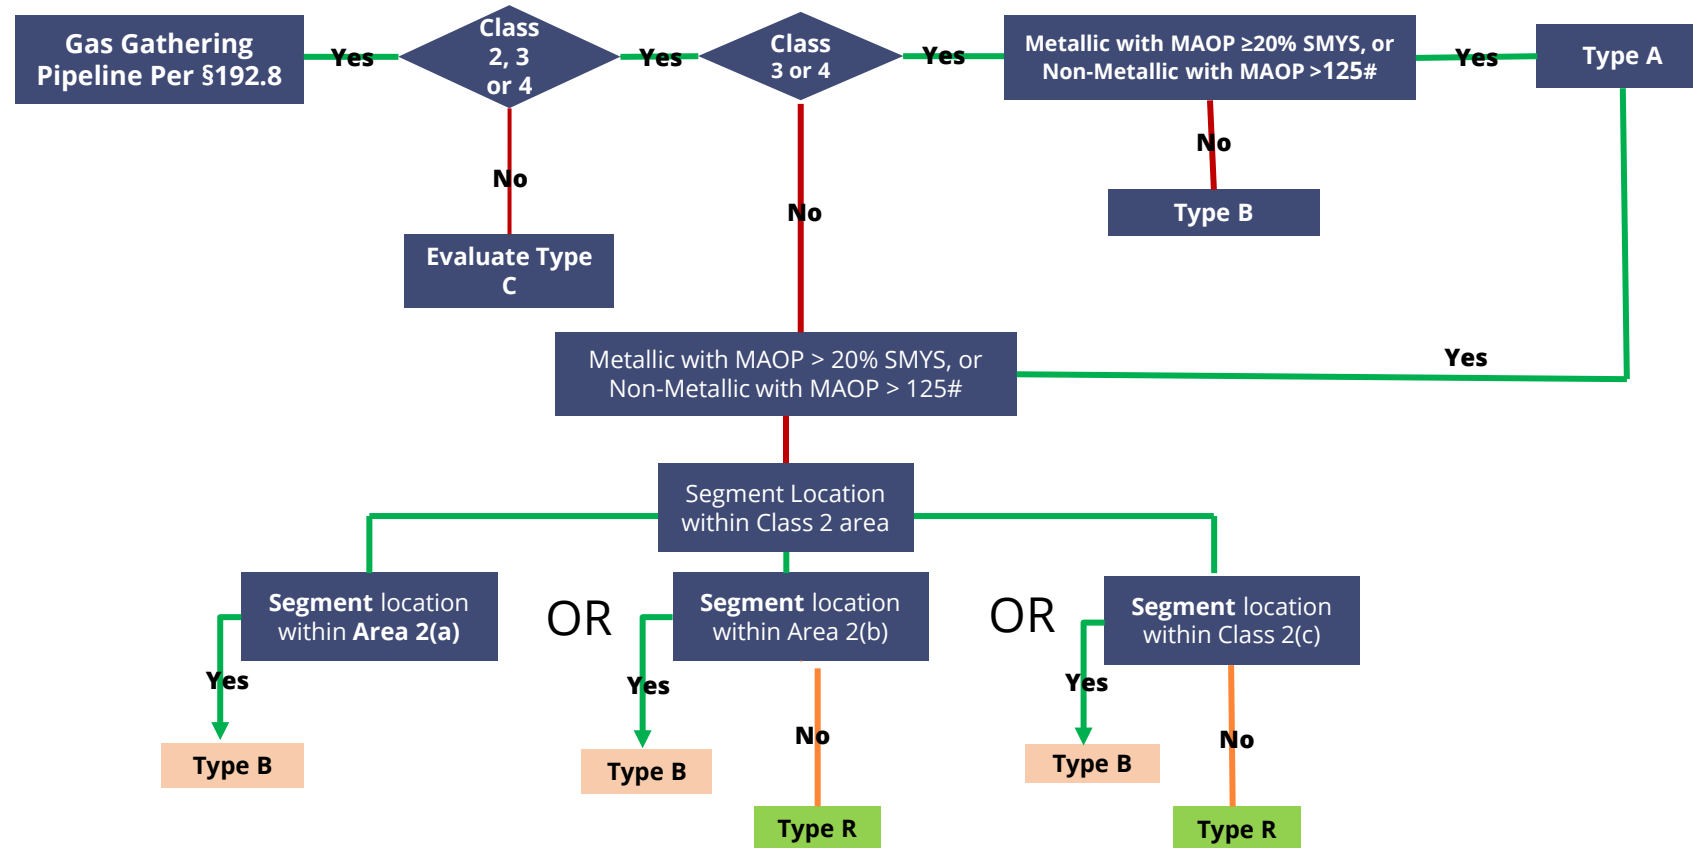 Gas Gathering
Pipeline Per §192.8
Yes
Class
2, 3
or 4
Yes
Class
3 or 4
Yes
Metallic with MAOP ≥20% SMYS, or
Non-Metallic with MAOP >125#
Yes
Type A
No
Evaluate Type
C
No
No
Type B
Metallic with MAOP > 20% SMYS, or
Non-Metallic with MAOP > 125#
Yes
Segment Location
within Class 2 area
Segment location
within Area 2(a)
OR
Segment location
within Area 2(b)
OR
Segment location
within Class 2(c)
Yes
Type B
Yes
Type B
No
Type R
Yes
Type B
No
Type R